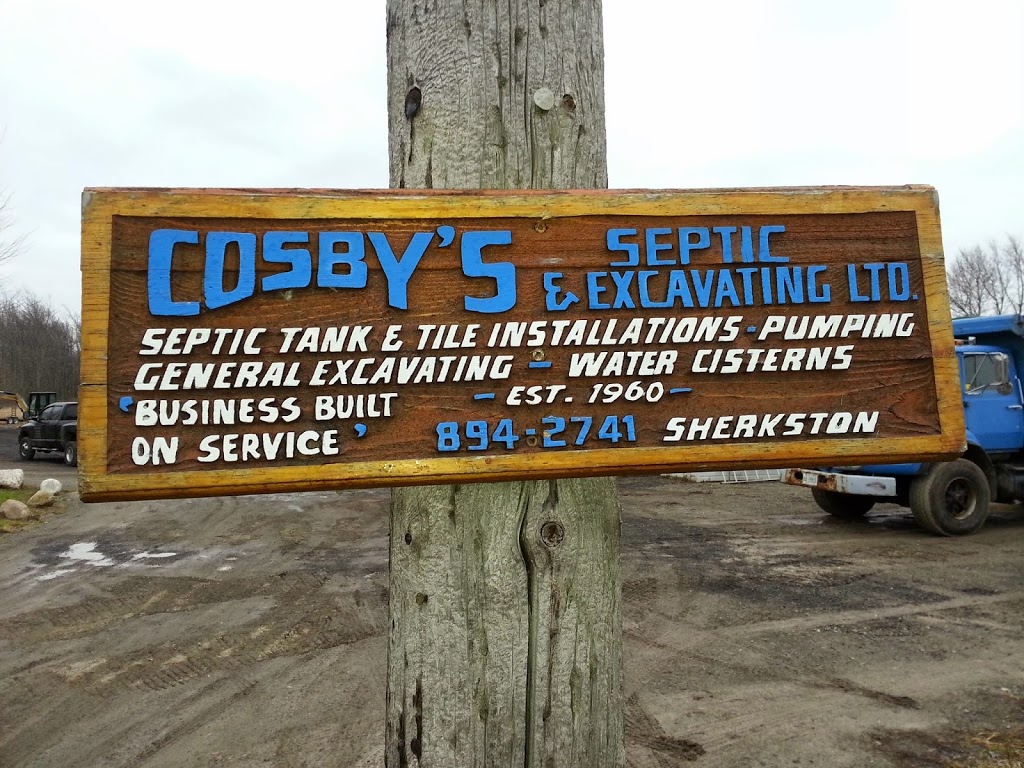 COSBY'S SEPTIC
& EXCAVATING LTD.
SEPTIC TANK & TILE INSTALLATIONS - PUMPING
GENERAL EXCAVATING - WATER CISTERNS
'BUSINESS BUILT - EST. 1960 -
ON SERVICE' 894-2741 SHERKSTON